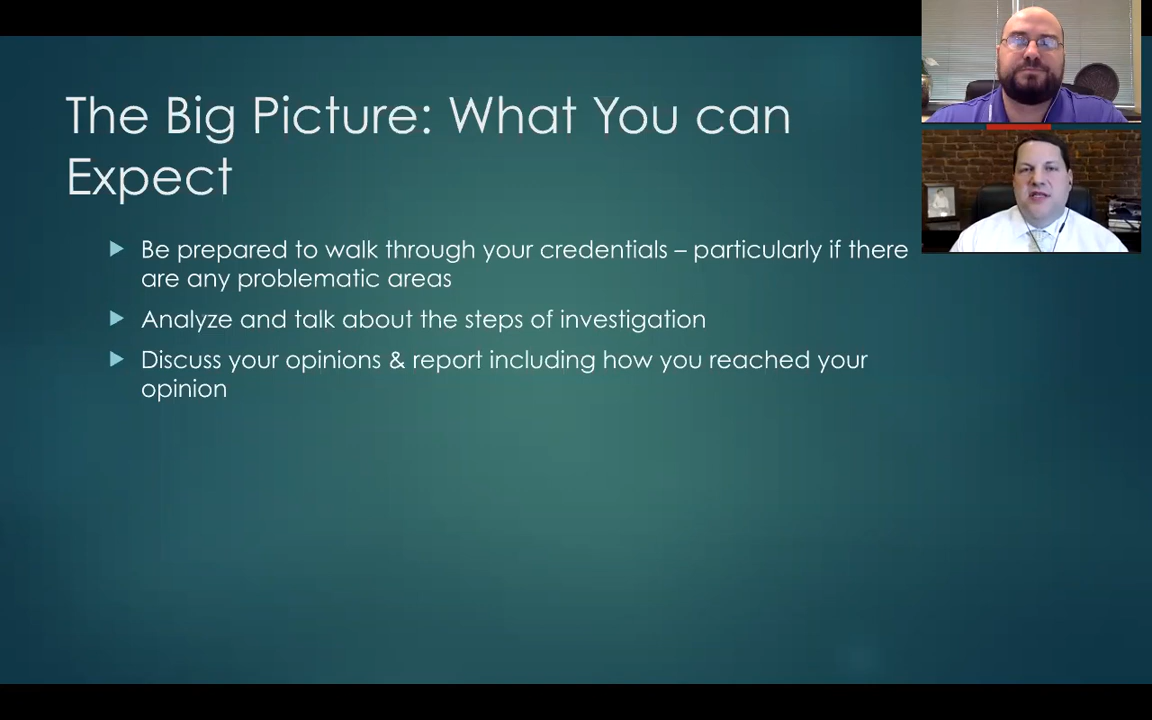 The Big Picture: What You can
Expect
Be prepared to walk through your credentials – particularly if there
are any problematic areas
Analyze and talk about the steps of investigation
Discuss your opinions & report including how you reached your
opinion